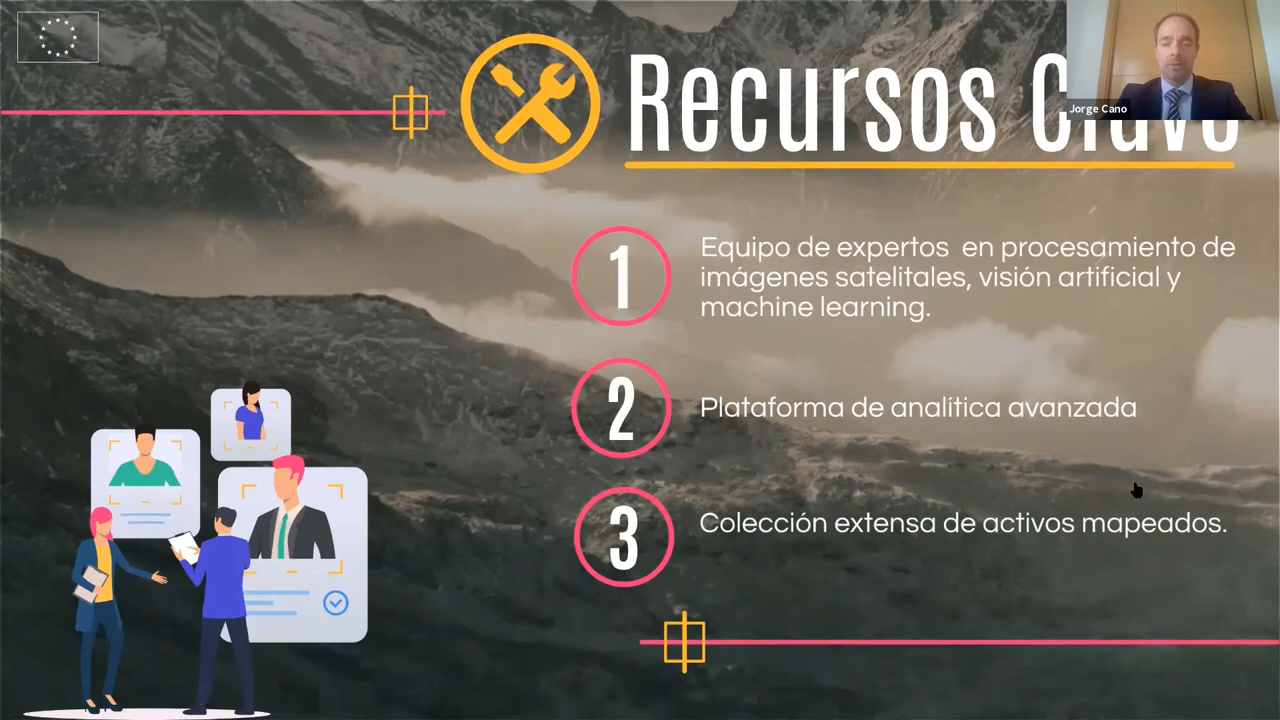 Recursos Clave
Jorge Cano
1
Equipo de expertos en procesamiento de
imágenes satelitales, visión artificial y
machine learning.
2
Plataforma de analítica avanzada
3
Colección extensa de activos mapeados.